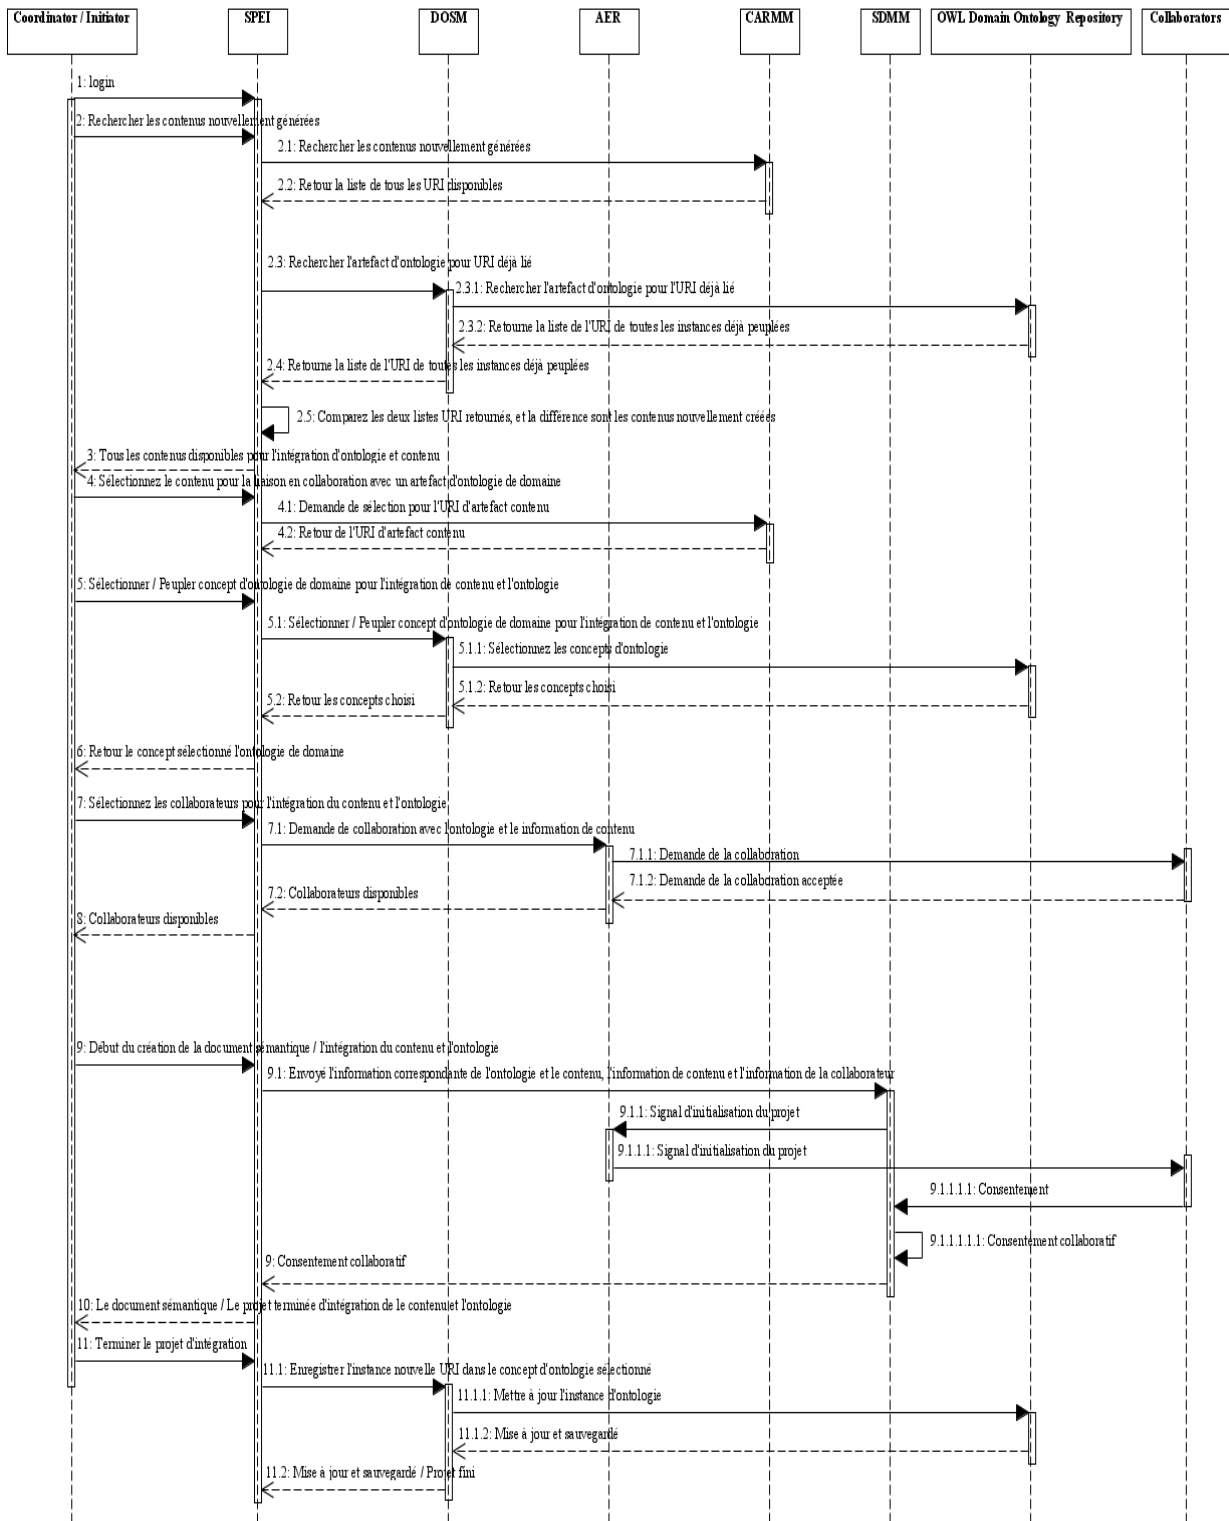 Coordinator / Initiator
SPEI
DOSM
AER
CARMM
SDMM
OWL Domain Ontology Repository
Collaborators
1: login
2: Rechercher les contenus nouvellement générées
2.1: Rechercher les contenus nouvellement générées
2.2: Retour la liste de tous les URI disponibles
2.3: Rechercher l'artefact d'ontologie pour URI déjà lié
2.3.1: Rechercher l'artefact d'ontologie pour l'URI déjà lié
2.3.2: Retourne la liste de l'URI de toutes les instances déjà peuplées
2.4: Retourne la liste de l'URI de toutes les instances déjà peuplées
2.5: Comparez les deux listes URI retournés, et la différence sont les contenus nouvellement créées
3: Tous les contenus disponibles pour l'intégration d'ontologie et contenu
4: Sélectionnez le contenu pour la liaison en collaboration avec un artefact d'ontologie de domaine
4.1: Demande de sélection pour l'URI d'artefact contenu
4.2: Retour de l'URI d'artefact contenu
5: Sélectionner / Peupler concept d'ontologie de domaine pour l'intégration de contenu et l'ontologie
5.1: Sélectionner / Peupler concept d'ontologie de domaine pour l'intégration de contenu et l'ontologie
5.1.1: Sélectionnez les concepts d'ontologie
5.1.2: Retour les concepts choisi
5.2: Retour les concepts choisi
6: Retour le concept sélectionné l'ontologie de domaine
7: Sélectionnez les collaborateurs pour l'intégration du contenu et l'ontologie
7.1: Demande de collaboration avec l'ontologie et le information de contenu
7.1.1: Demande de la collaboration
7.1.2: Demande de la collaboration acceptée
7.2: Collaborateurs disponibles
8: Collaborateurs disponibles
9: Début du création de la document sémantique / l'intégration du contenu et l'ontologie
9.1: Envoyé l'information correspondante de l'ontologie et le contenu, l'information de contenu et l'information de la collaborateur
9.1.1: Signal d'initialisation du projet
9.1.1.1: Signal d'initialisation du projet
9.1.1.1.1: Consentement
9.1.1.1.1.1: Consentement collaboratif
9: Consentement collaboratif
10: Le document sémantique / Le projet terminée d'intégration de le contenu et l'ontologie
11: Terminer le projet d'intégration
11.1: Enregistrer l'instance nouvelle URI dans le concept d'ontologie sélectionné
11.1.1: Mettre à jour l'instance d'ontologie
11.1.2: Mise à jour et sauvegardé
11.2: Mise à jour et sauvegardé / Projet fini